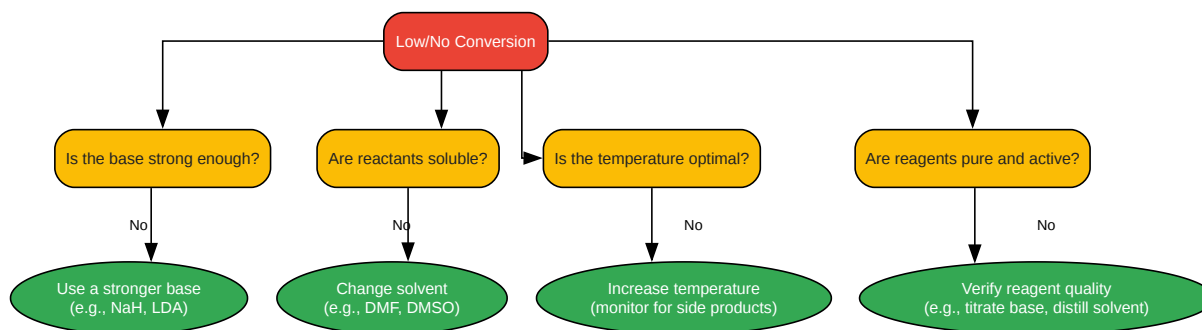 Low/No Conversion
Is the base strong enough?
Are reactants soluble?
Is the temperature optimal?
Are reagents pure and active?
No
No
No
No
Use a stronger base
(e.g., NaH, LDA)
Change solvent
(e.g., DMF, DMSO)
Increase temperature
(monitor for side products)
Verify reagent quality
(e.g., titrate base, distill solvent)